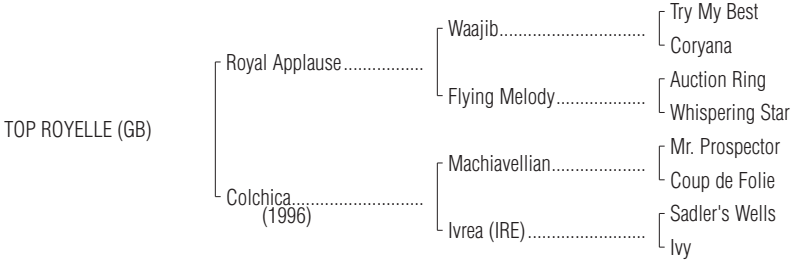 Try My Best
Waajib..............................
Coryana
Royal Applause.................
Auction Ring
Flying Melody...................
Whispering Star
TOP ROYELLE (GB)
Mr. Prospector
Machiavellian....................
Coup de Folie
Colchica............................
(1996)
Sadler's Wells
Ivrea (IRE).........................
Ivy